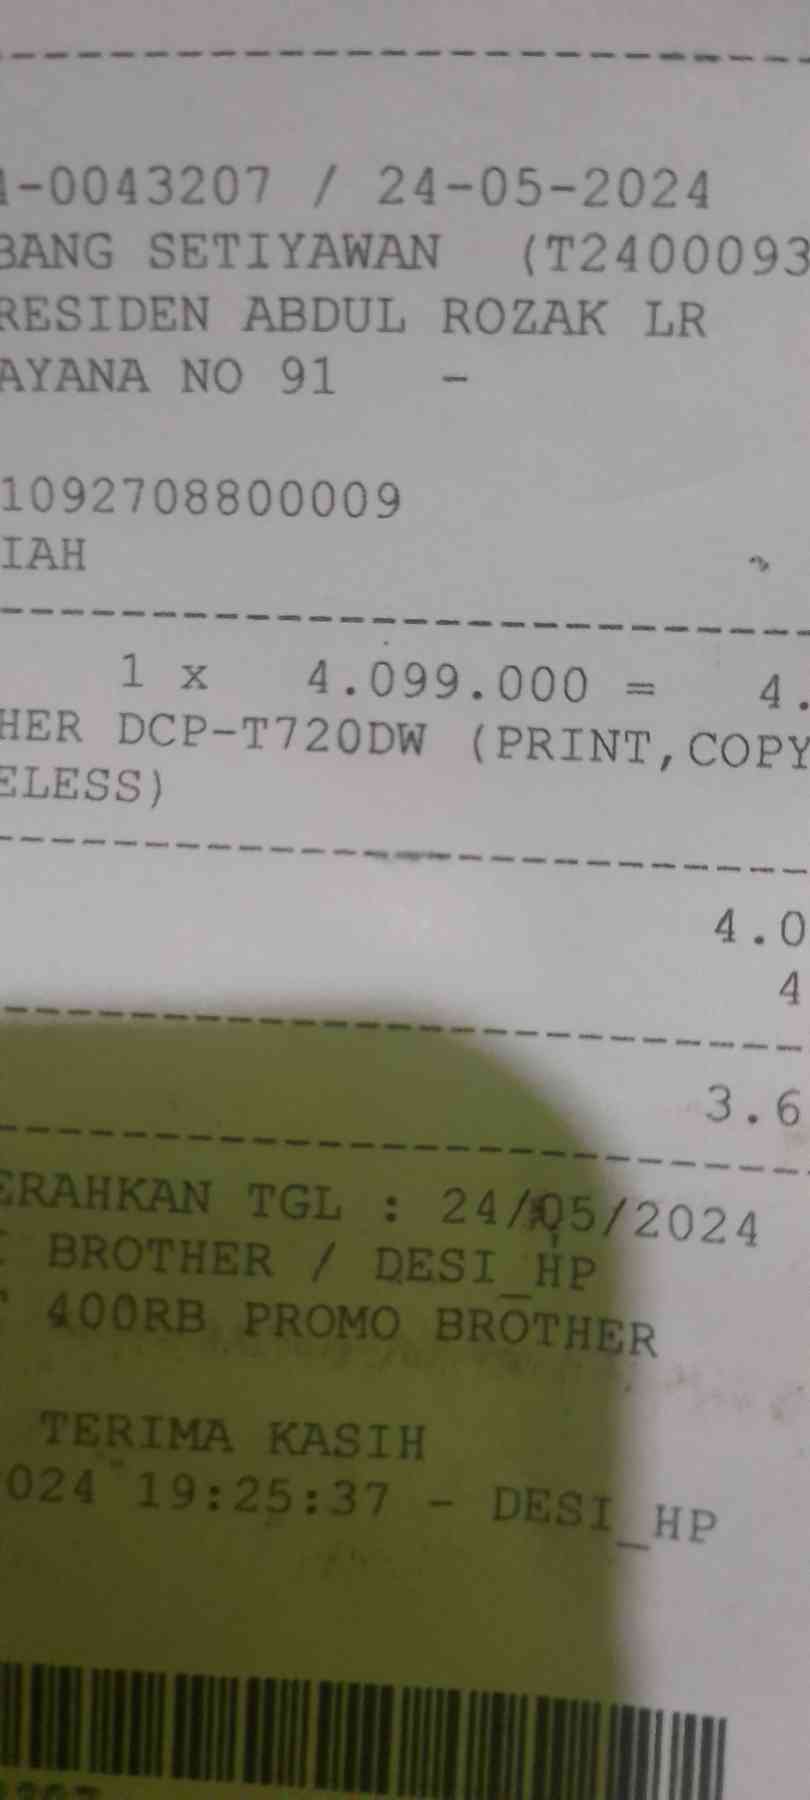 -0043207 / 24-05-2024
BANG SETIYAWAN (T2400093
RESIDEN ABDUL ROZAK LR
AYANA NO 91 -
1092708800009
IAH
1 x 4.099.000 = 4.
HER DCP-T720DW (PRINT,COPY
ELESS)
4.0
4
3.6
ERAHKAN TGL : 24/05/2024
BROTHER / DESI_HP
400RB PROMO BROTHER
TERIMA KASIH
024 19:25:37 - DESI_HP